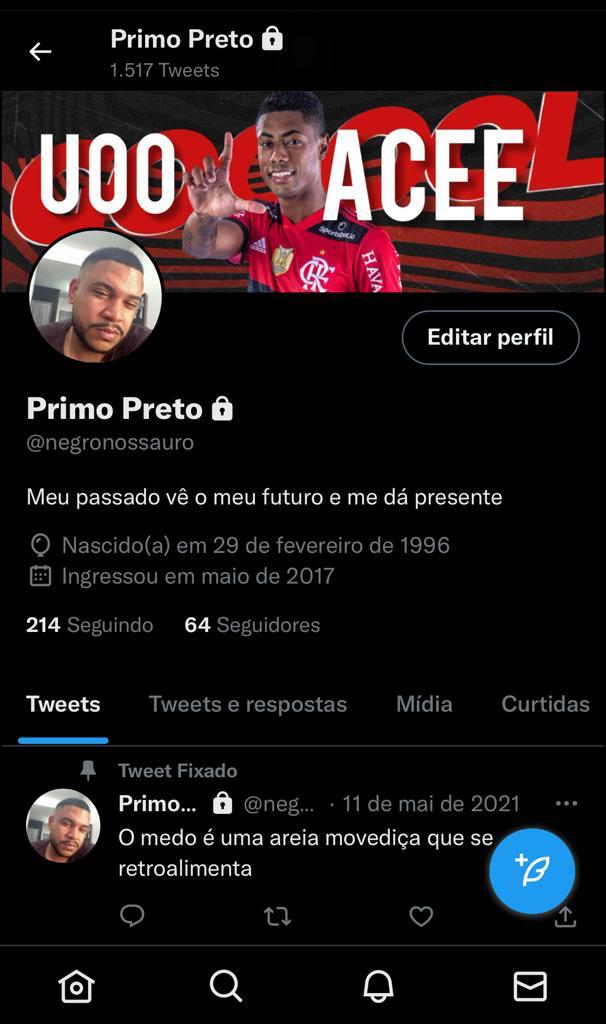 Primo Preto
1.517 Tweets
GOOOOOL
UOO ACEE
Sportsbet.io
CRF
HAVA
Editar perfil
Primo Preto
@negronossauro
Meu passado vê o meu futuro e me dá presente
Nascido(a) em 29 de fevereiro de 1996
Ingressou em maio de 2017
214 Seguindo 64 Seguidores
Tweets Tweets e respostas Mídia Curtidas
Tweet Fixado
Primo... @neg... · 11 de mai de 2021
O medo é uma areia movediça que se
retroalimenta